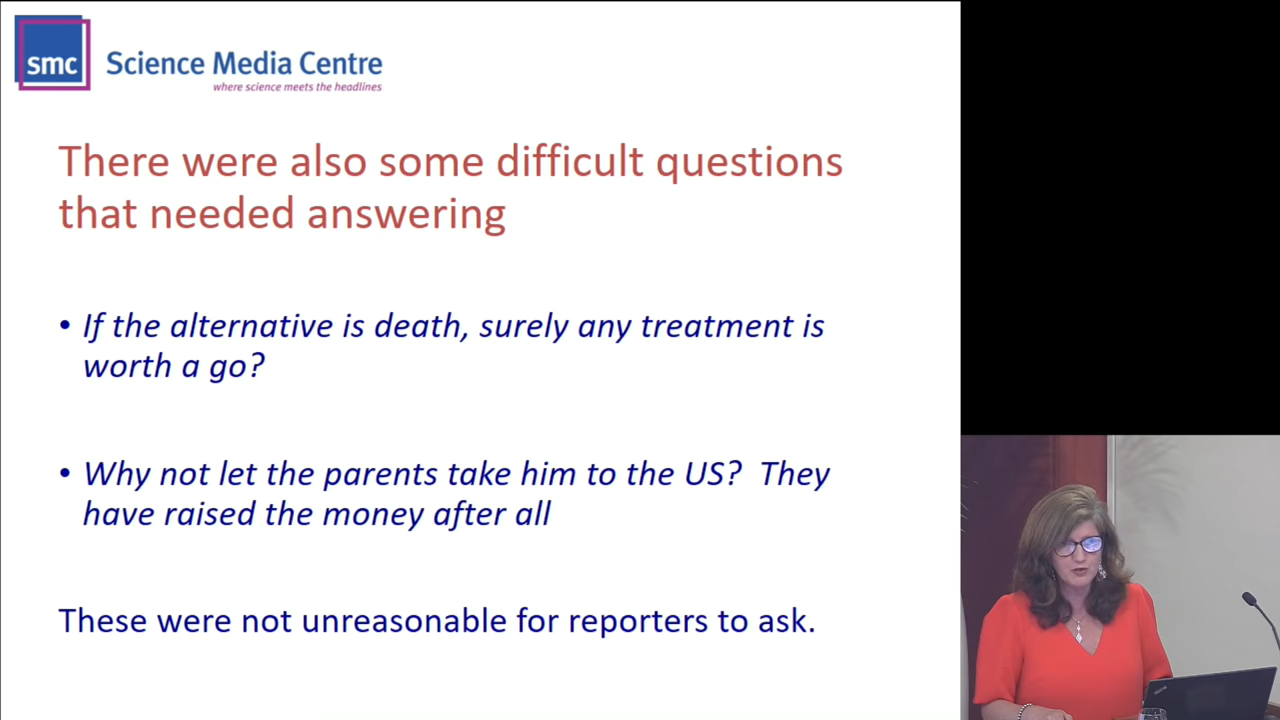 smc
Science Media Centre
where science meets the headlines
There were also some difficult questions
that needed answering
• If the alternative is death, surely any treatment is
worth a go?
• Why not let the parents take him to the US?  They
have raised the money after all
These were not unreasonable for reporters to ask.